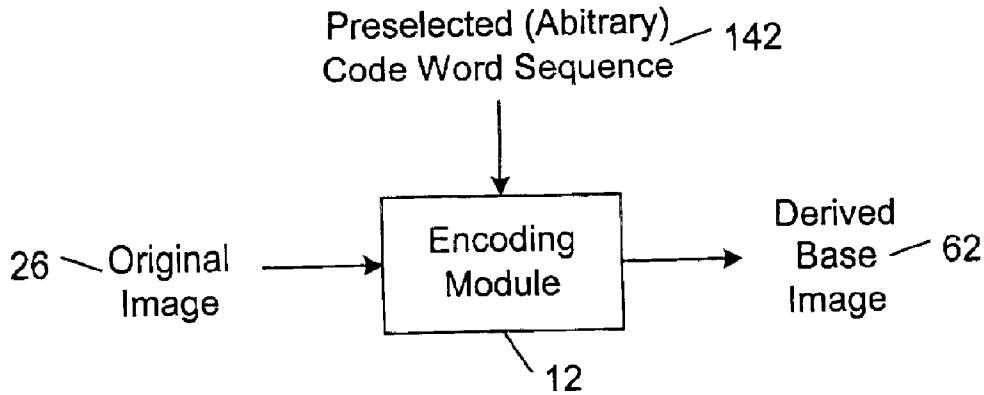 Preselected (Abitrary)
Code Word Sequence
142
26
Original
Image
Encoding
Module
12
Derived
Base
Image
62